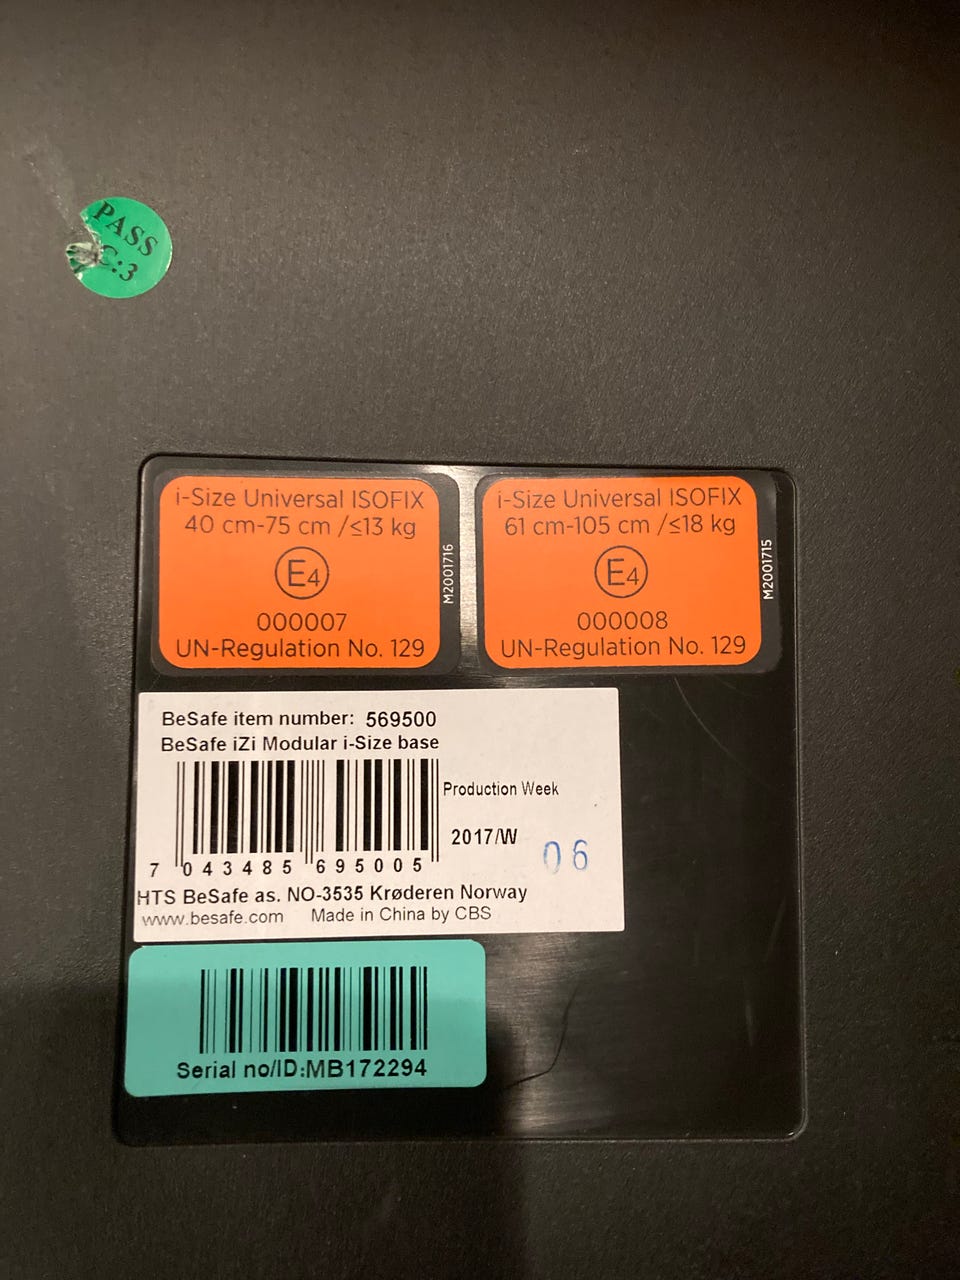 PASS
C:3
i-Size Universal ISOFIX
40 cm-75 cm /≤13 kg
E4
000007
UN-Regulation No. 129
M2001716
i-Size Universal ISOFIX
61 cm-105 cm /≤18 kg
E4
000008
UN-Regulation No. 129
M2001715
BeSafe item number: 569500
BeSafe iZi Modular i-Size base
Production Week
2017/W 06
7 043485 695005
HTS BeSafe as. NO-3535 Krøderen Norway
www.besafe.com Made in China by CBS
Serial no/ID:MB172294